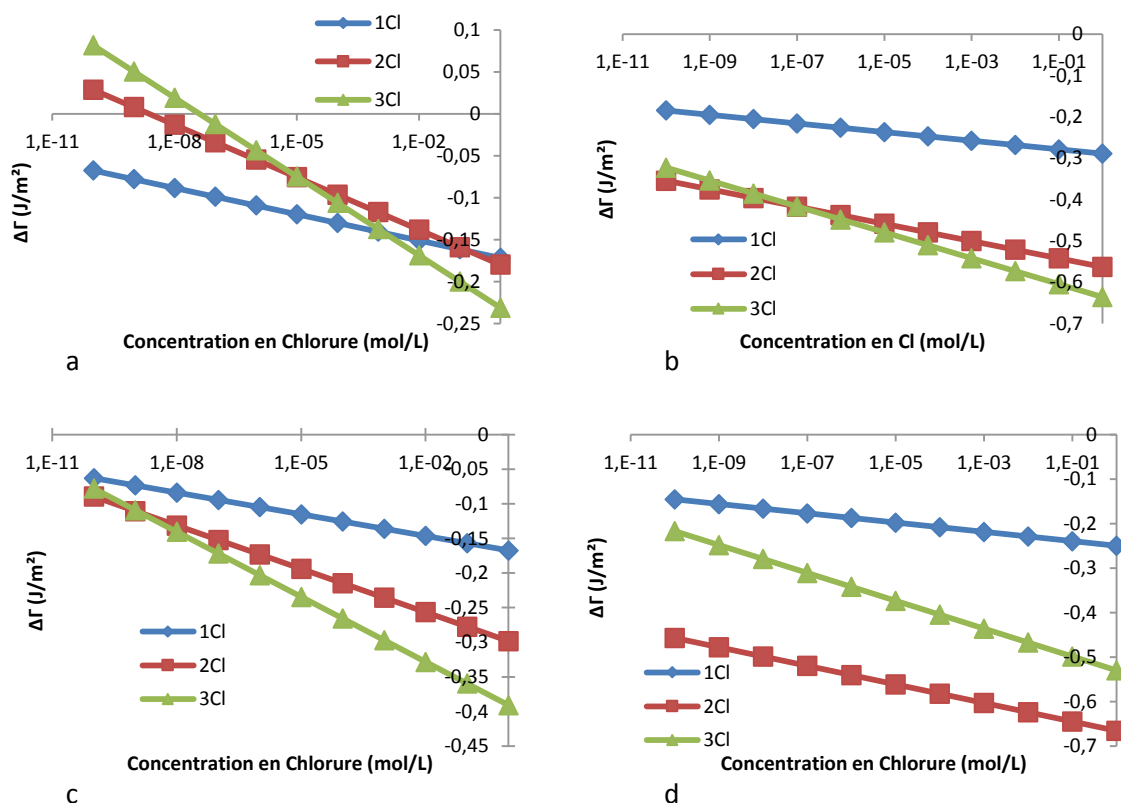 0,1
0,05
0
-0,05
-0,1
-0,15
-0,2
-0,25
1,E-11 1,E-08 1,E-05 1,E-02
ΔΓ (J/m²)
1Cl
2Cl
3Cl
Concentration en Chlorure (mol/L)
a
0
-0,1
-0,2
-0,3
-0,4
-0,5
-0,6
-0,7
1,E-11 1,E-09 1,E-07 1,E-05 1,E-03 1,E-01
ΔΓ (J/m²)
1Cl
2Cl
3Cl
Concentration en Cl (mol/L)
b
0
-0,05
-0,1
-0,15
-0,2
-0,25
-0,3
-0,35
-0,4
-0,45
1,E-11 1,E-08 1,E-05 1,E-02
ΔΓ (J/m²)
1Cl
2Cl
3Cl
Concentration en Chlorure (mol/L)
c
0
-0,1
-0,2
-0,3
-0,4
-0,5
-0,6
-0,7
1,E-11 1,E-09 1,E-07 1,E-05 1,E-03 1,E-01
ΔΓ (J/m²)
1Cl
2Cl
3Cl
Concentration en Chlorure (mol/L)
d